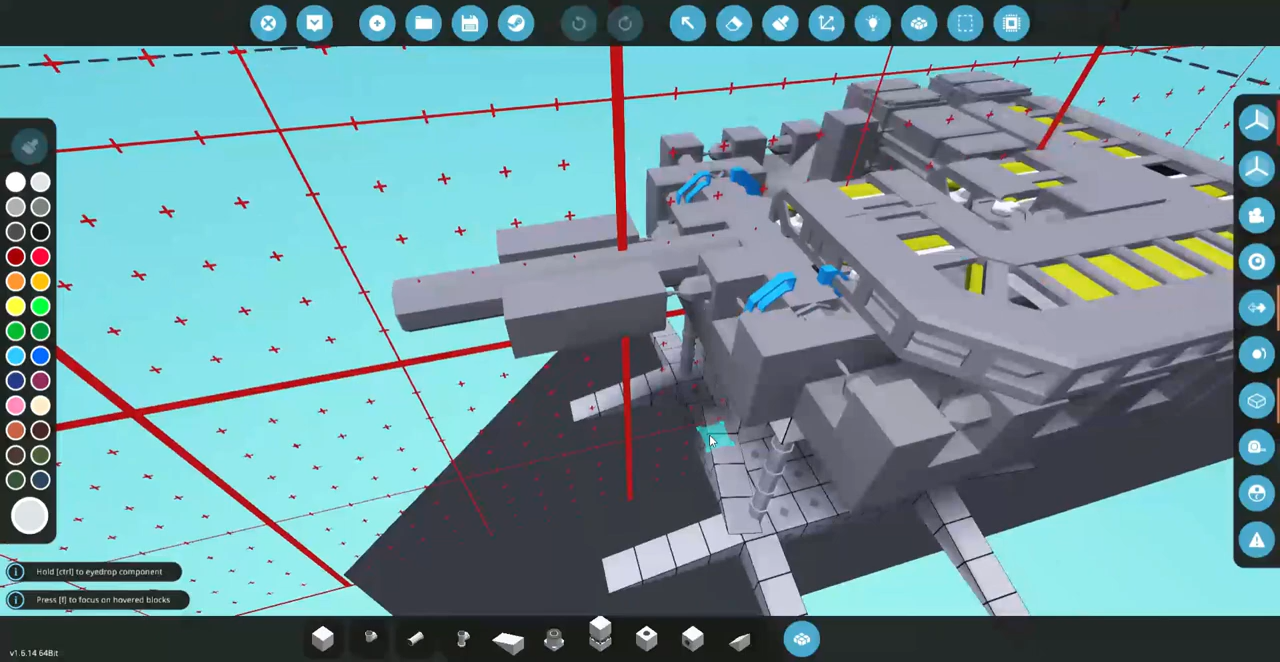 Hold [ctrl] to eyedrop component
Press [f] to focus on hovered blocks
v1.6.14 64Bit